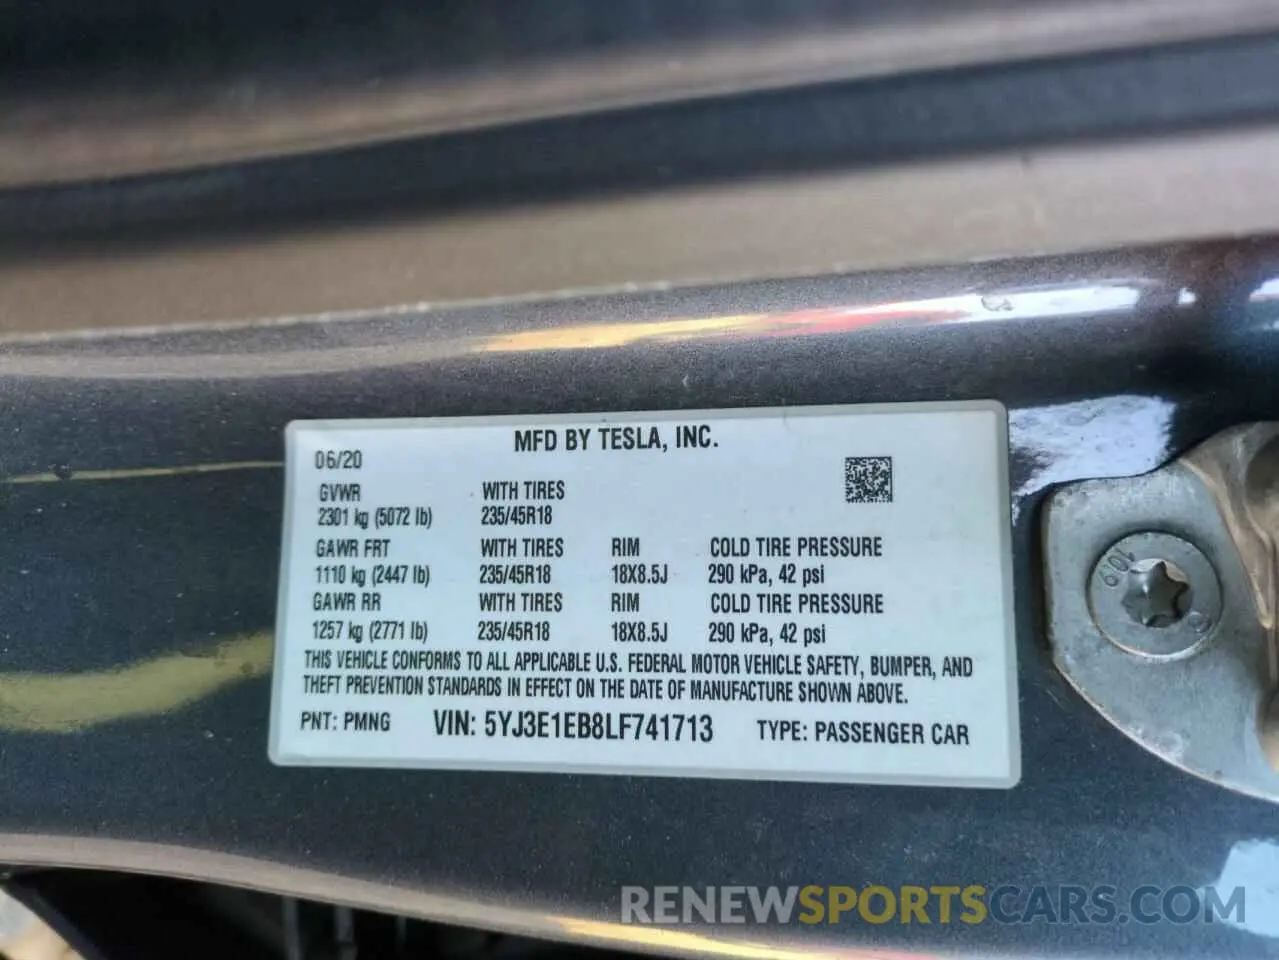 MFD BY TESLA, INC.
06/20
GVWR WITH TIRES
2301 kg (5072 lb) 235/45R18
GAWR FRT WITH TIRES RIM COLD TIRE PRESSURE
1110 kg (2447 lb) 235/45R18 18X8.5J 290 kPa, 42 psi
GAWR RR WITH TIRES RIM COLD TIRE PRESSURE
1257 kg (2771 lb) 235/45R18 18X8.5J 290 kPa, 42 psi
THIS VEHICLE CONFORMS TO ALL APPLICABLE U.S. FEDERAL MOTOR VEHICLE SAFETY, BUMPER, AND
THEFT PREVENTION STANDARDS IN EFFECT ON THE DATE OF MANUFACTURE SHOWN ABOVE.
PNT: PMNG VIN: 5YJ3E1EB8LF741713 TYPE: PASSENGER CAR
10.9
RENEWSPORTSCARS.COM